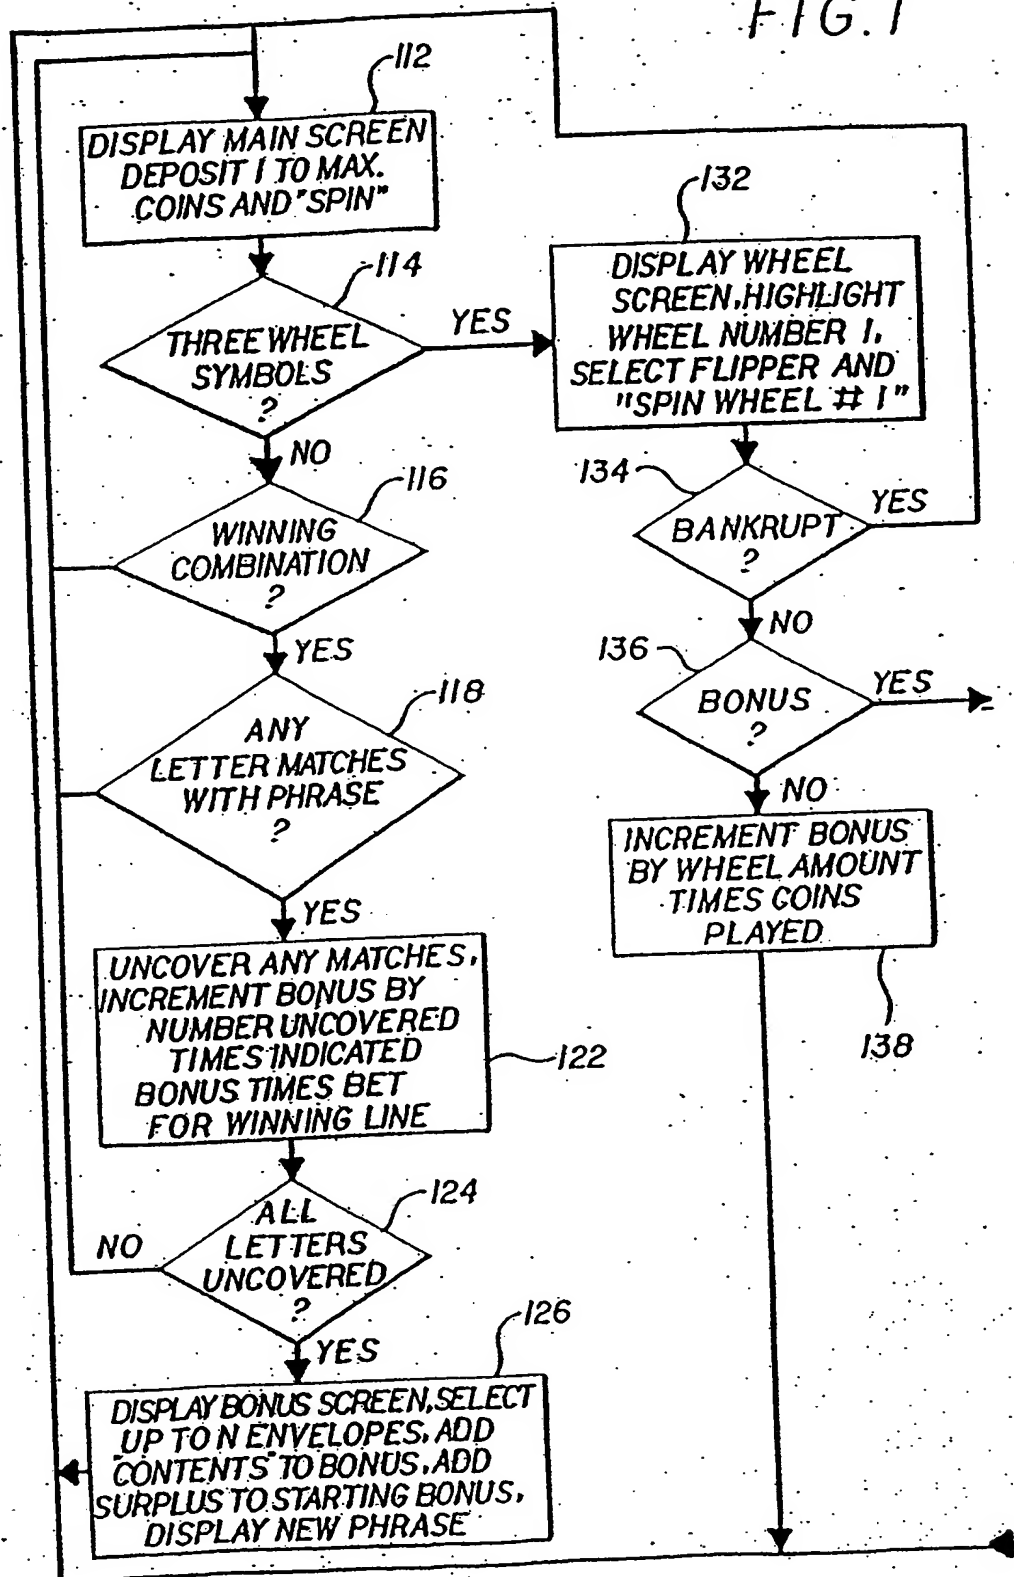 FIG. 1
112
DISPLAY MAIN SCREEN
DEPOSIT 1 TO MAX.
COINS AND "SPIN"
114
THREE WHEEL
SYMBOLS
?
YES
NO
116
WINNING
COMBINATION
?
YES
118
ANY
LETTER MATCHES
WITH PHRASE
?
YES
UNCOVER ANY MATCHES,
INCREMENT BONUS BY
NUMBER UNCOVERED
TIMES INDICATED
BONUS TIMES BET
FOR WINNING LINE
122
124
ALL
LETTERS
UNCOVERED
?
NO
YES
126
DISPLAY BONUS SCREEN, SELECT
UP TO N ENVELOPES, ADD
CONTENTS TO BONUS, ADD
SURPLUS TO STARTING BONUS,
DISPLAY NEW PHRASE
132
DISPLAY WHEEL
SCREEN, HIGHLIGHT
WHEEL NUMBER 1,
SELECT FLIPPER AND
"SPIN WHEEL # 1"
134
BANKRUPT
?
YES
NO
136
BONUS
?
YES
NO
INCREMENT BONUS
BY WHEEL AMOUNT
TIMES COINS
PLAYED
138